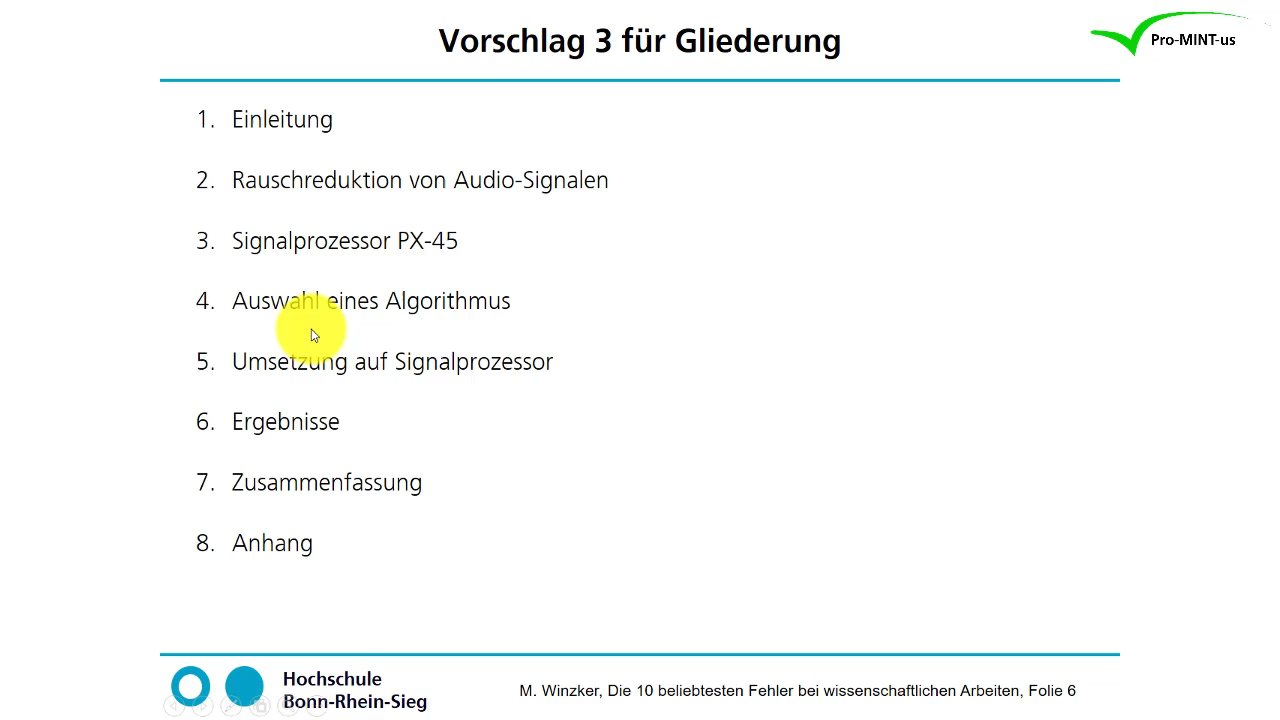 Vorschlag 3 für Gliederung
Pro-MINT-us
1. Einleitung
2. Rauschreduktion von Audio-Signalen
3. Signalprozessor PX-45
4. Auswahl eines Algorithmus
5. Umsetzung auf Signalprozessor
6. Ergebnisse
7. Zusammenfassung
8. Anhang
Hochschule
Bonn-Rhein-Sieg
M. Winzker, Die 10 beliebtesten Fehler bei wissenschaftlichen Arbeiten, Folie 6